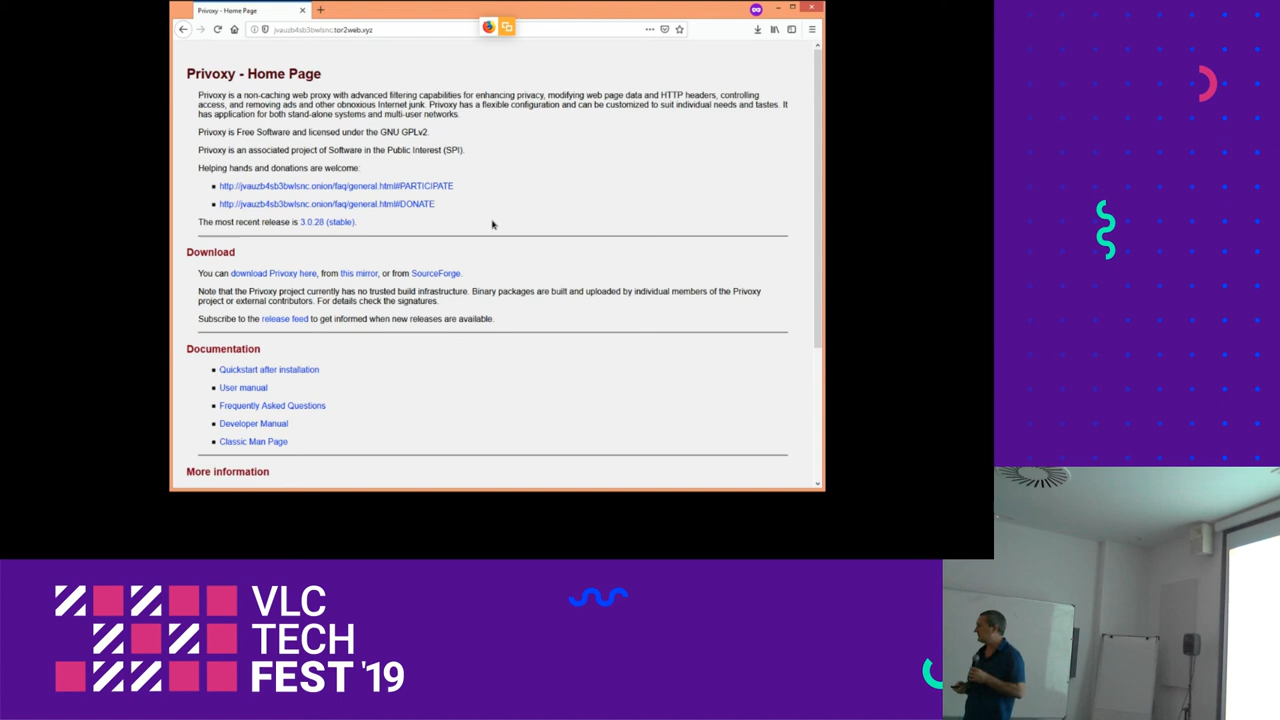 Privoxy - Home Page
jvauzb4sb3bwlsnc.tor2web.xyz
Privoxy - Home Page
Privoxy is a non-caching web proxy with advanced filtering capabilities for enhancing privacy, modifying web page data and HTTP headers, controlling
access, and removing ads and other obnoxious Internet junk. Privoxy has a flexible configuration and can be customized to suit individual needs and tastes. It
has application for both stand-alone systems and multi-user networks.
Privoxy is Free Software and licensed under the GNU GPLv2.
Privoxy is an associated project of Software in the Public Interest (SPI).
Helping hands and donations are welcome:
http://jvauzb4sb3bwlsnc.onion/faq/general.html#PARTICIPATE
http://jvauzb4sb3bwlsnc.onion/faq/general.html#DONATE
The most recent release is 3.0.28 (stable).
Download
You can download Privoxy here, from this mirror, or from SourceForge.
Note that the Privoxy project currently has no trusted build infrastructure. Binary packages are built and uploaded by individual members of the Privoxy
project or external contributors. For details check the signatures.
Subscribe to the release feed to get informed when new releases are available.
Documentation
Quickstart after installation
User manual
Frequently Asked Questions
Developer Manual
Classic Man Page
More information
VLC
TECH
FEST '19